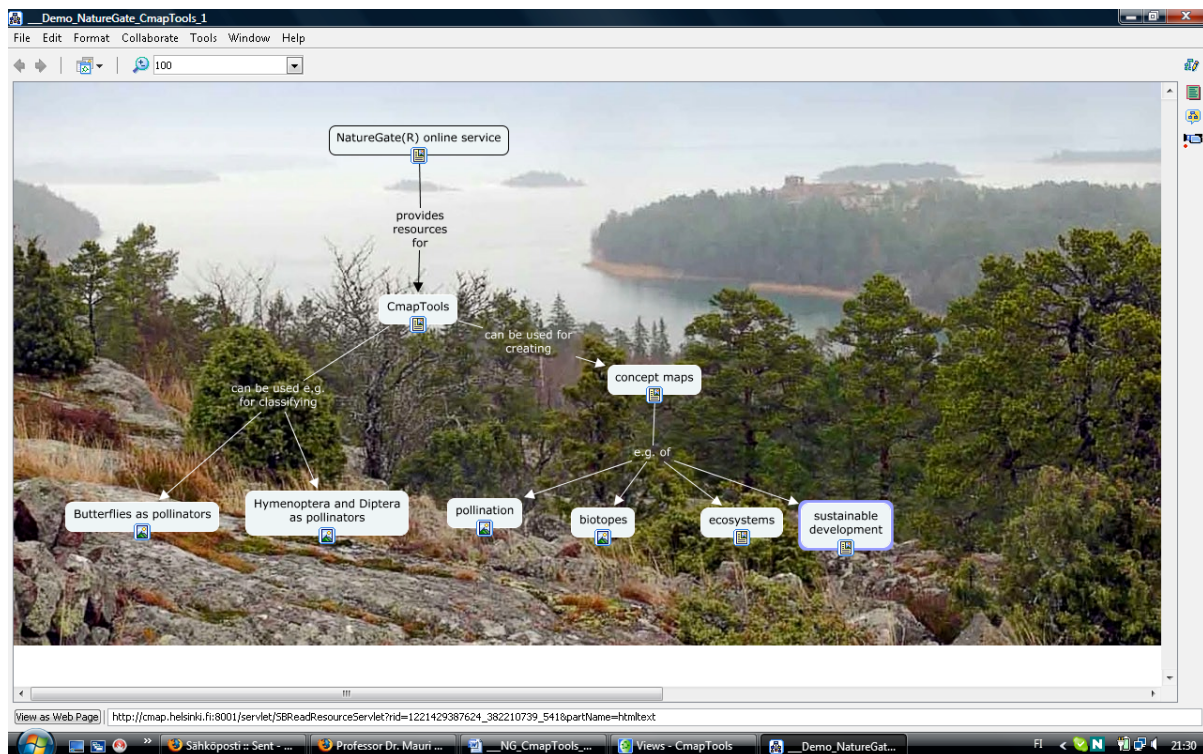 __Demo_NatureGate_CmapTools_1
File Edit Format Collaborate Tools Window Help
100
NatureGate(R) online service
provides
resources
for
CmapTools
can be used for
creating
concept maps
can be used e.g.
for classifying
e.g. of
Butterflies as pollinators
Hymenoptera and Diptera
as pollinators
pollination
biotopes
ecosystems
sustainable
development
View as Web Page
http://cmap.helsinki.fi:8001/servlet/SBReadResourceServlet?rid=1221429387624_382210739_541&partName=htmltext
Sähköposti :: Sent - ...
Professor Dr. Mauri ...
__NG_CmapTools_...
Views - CmapTools
__Demo_NatureGat...
FI
21:30